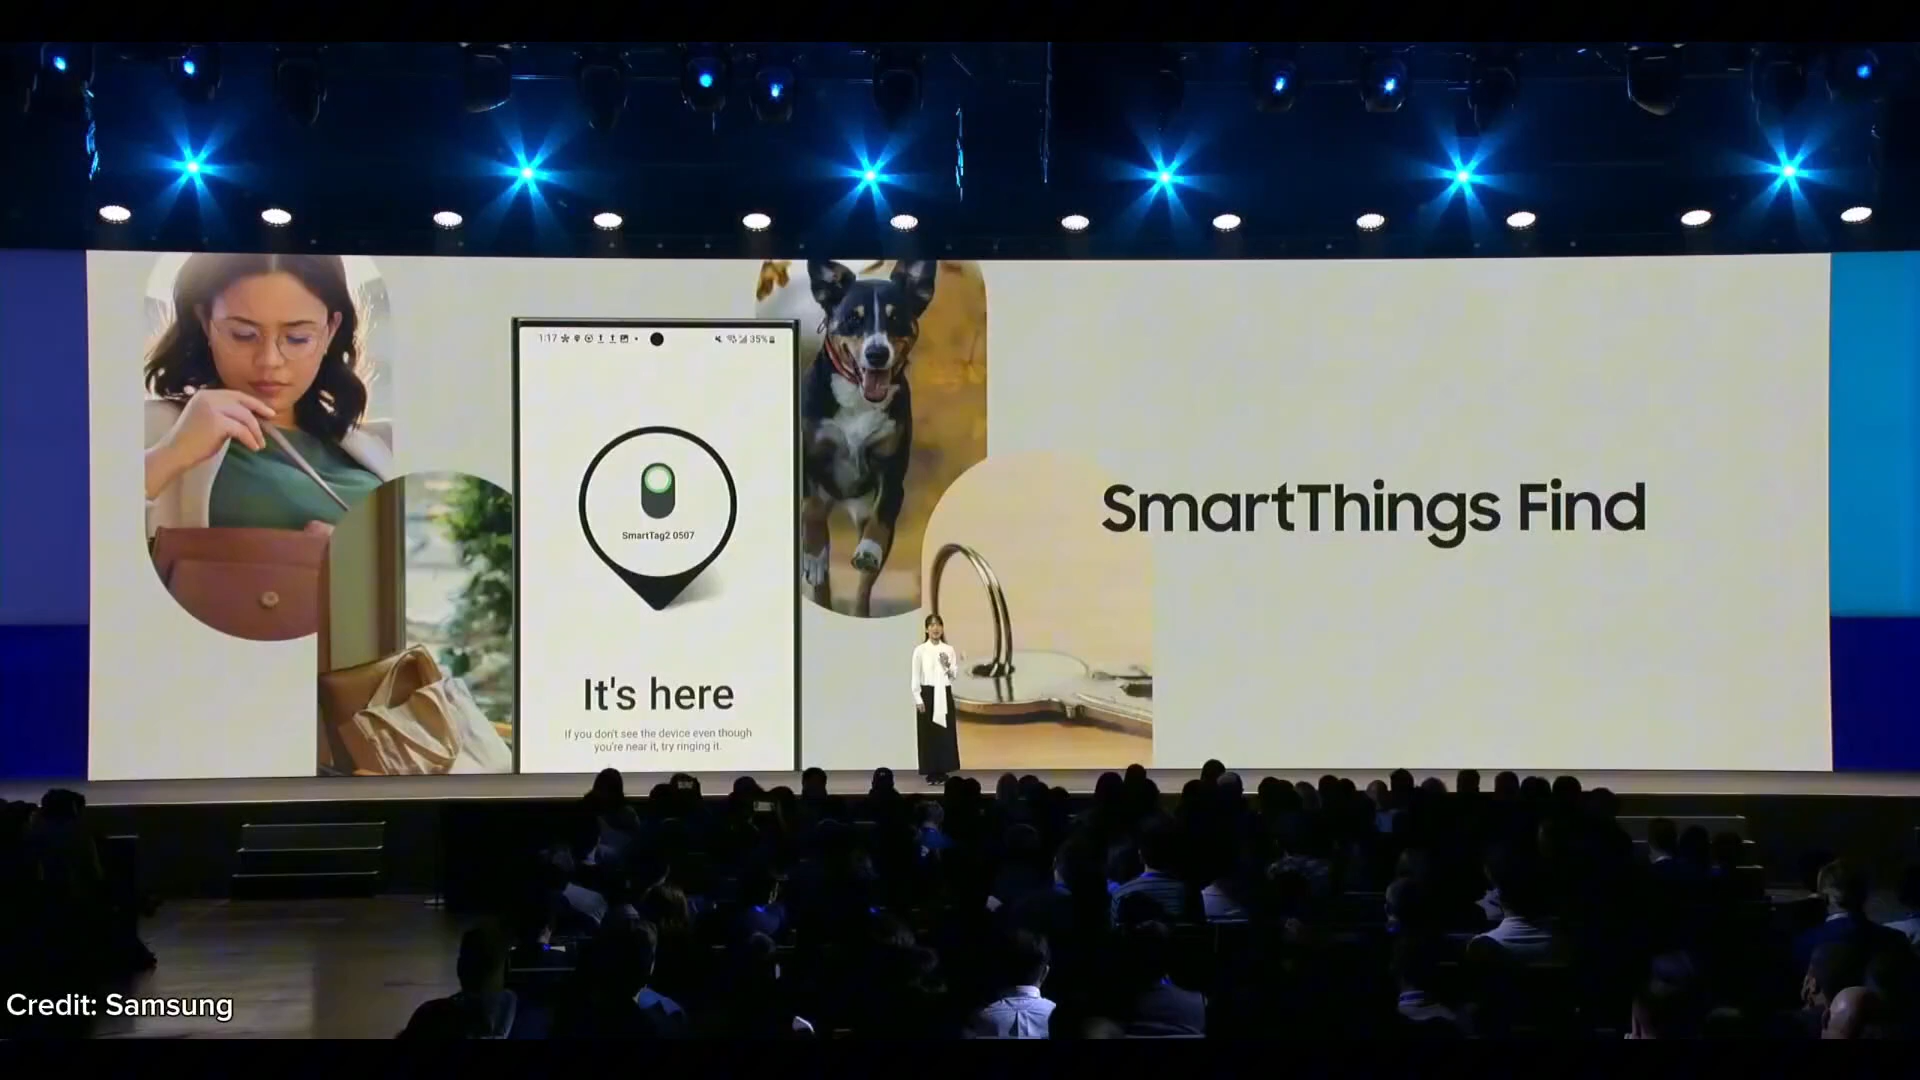 1:17
35%
SmartTag2 0507
It's here
If you don't see the device even though
you're near it, try ringing it.
SmartThings Find
Credit: Samsung